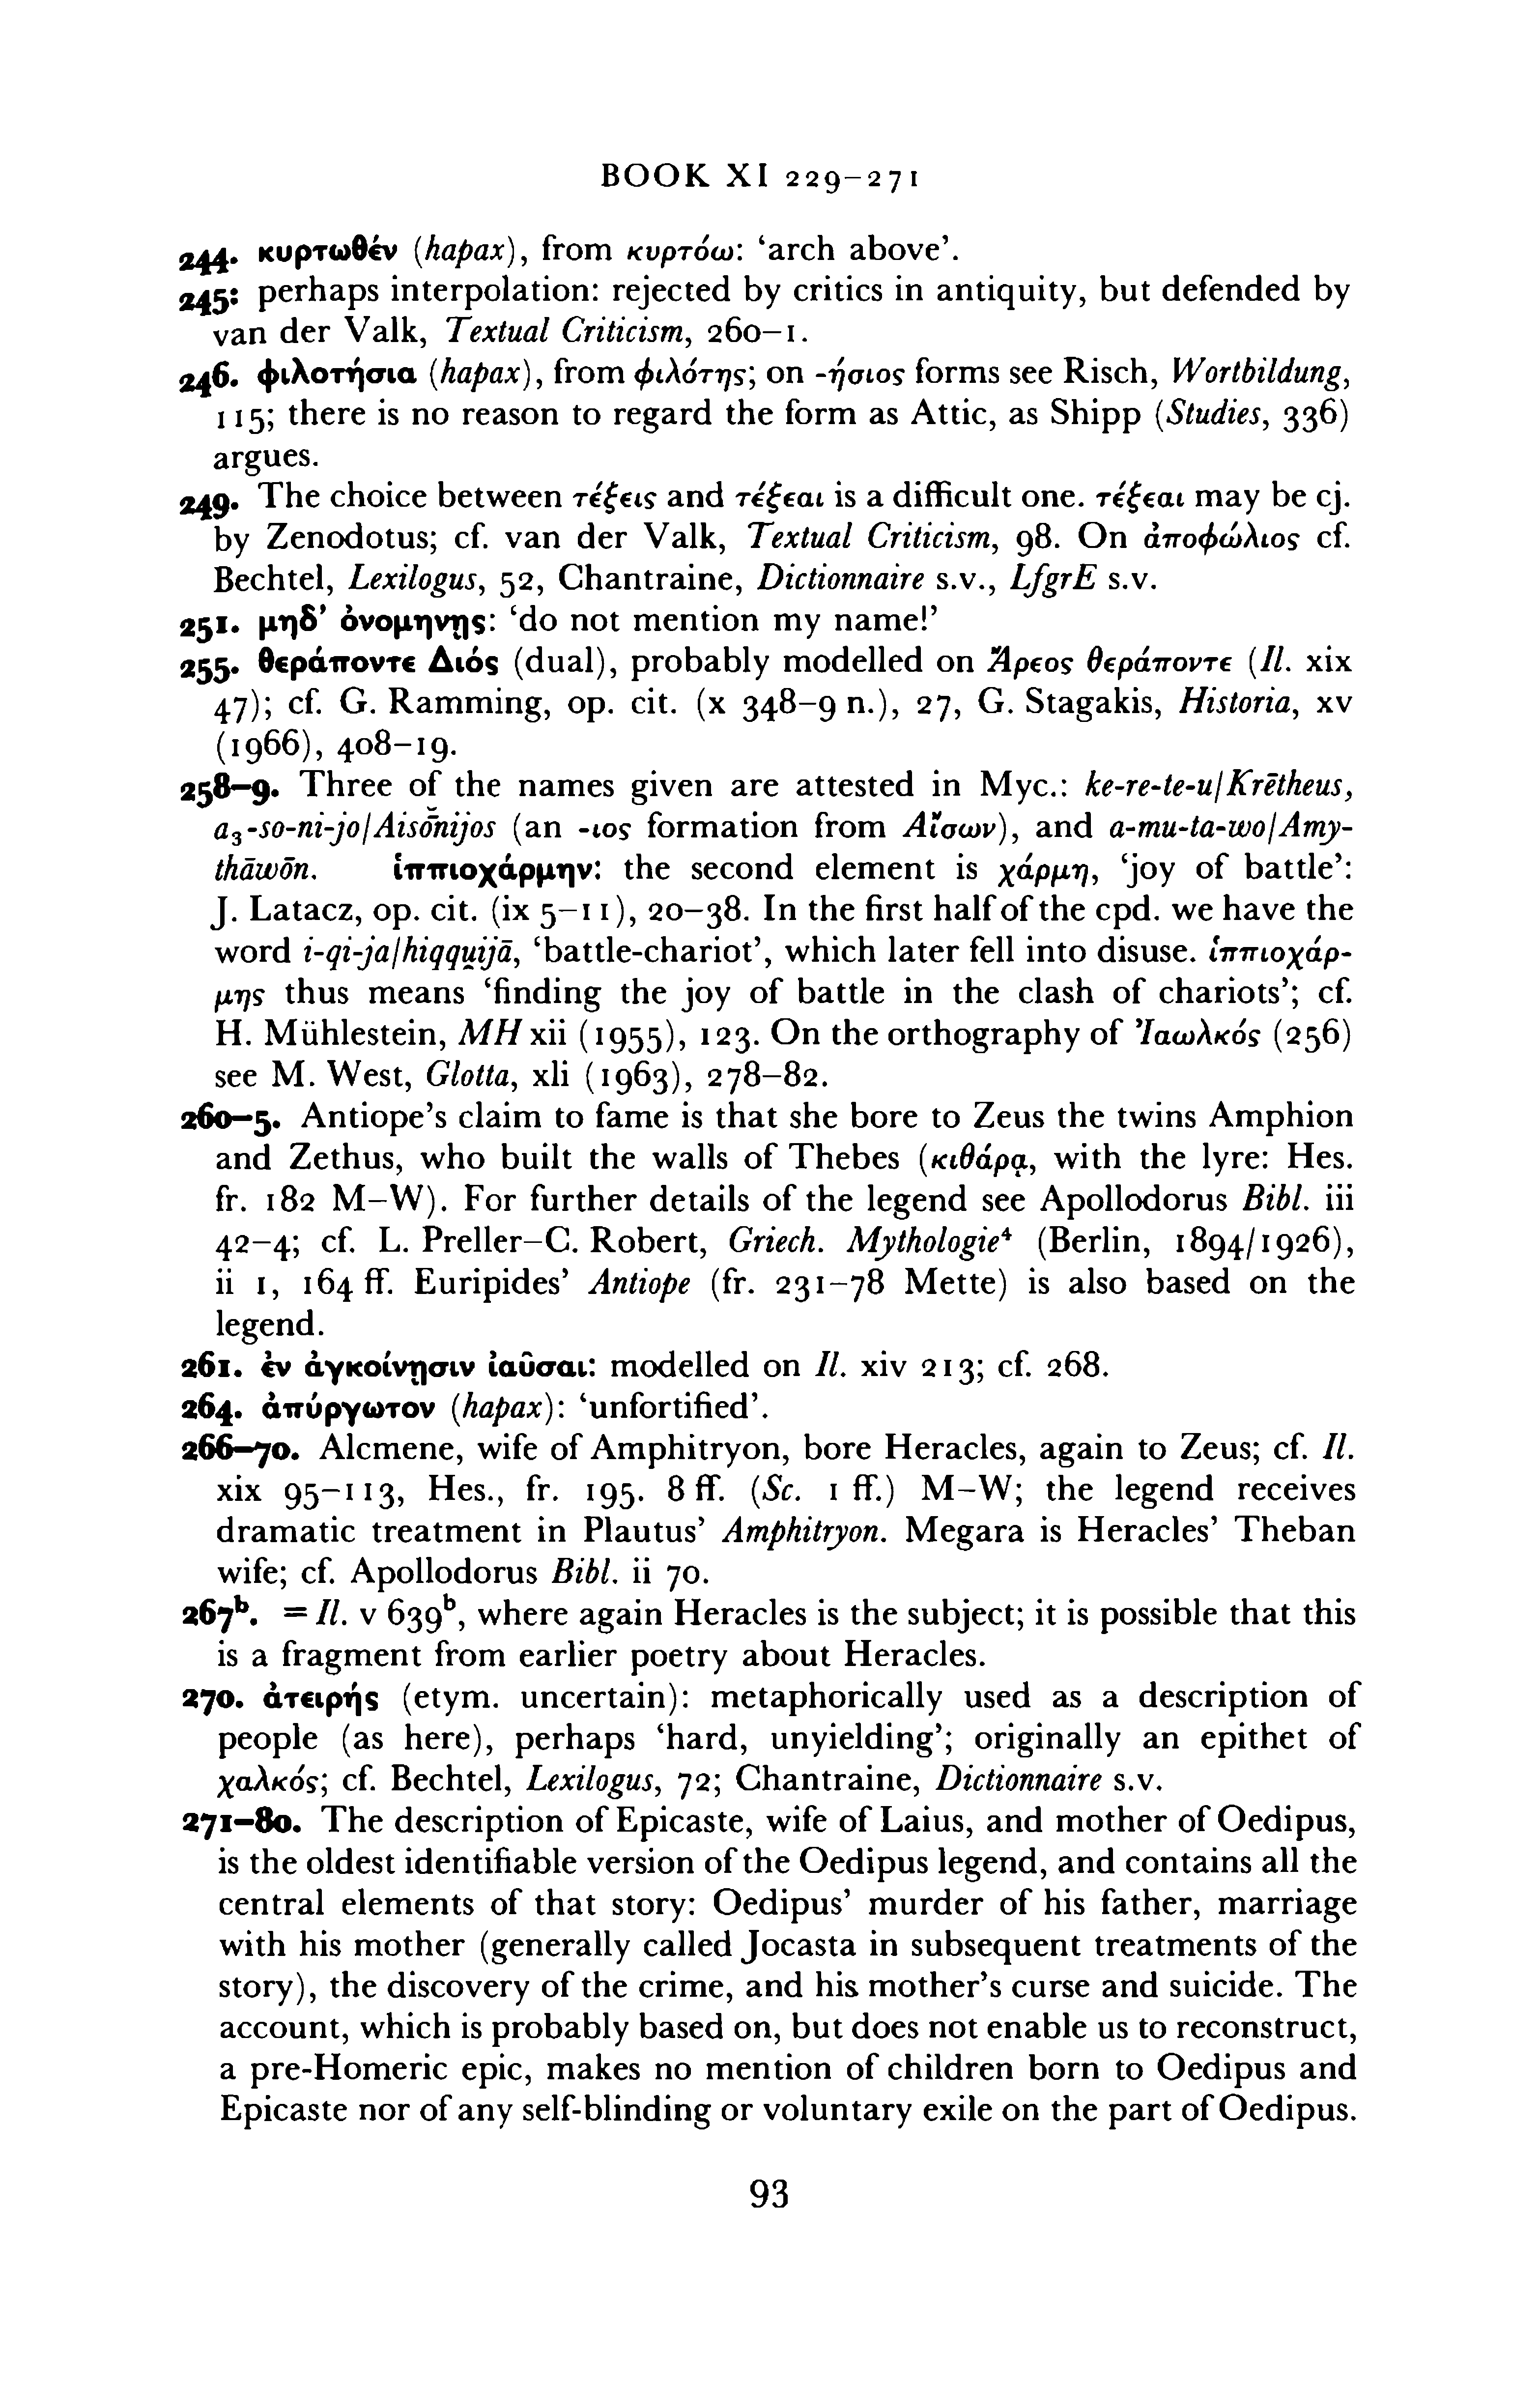 BOOK XI 229–271
244. κυρτωθέν (hapax), from κυρτόω: ‘arch above’.
245: perhaps interpolation: rejected by critics in antiquity, but defended by
van der Valk, Textual Criticism, 260–1.
246. φιλοτήσια (hapax), from φιλότης; on -ήσιος forms see Risch, Wortbildung,
115; there is no reason to regard the form as Attic, as Shipp (Studies, 336)
argues.
249. The choice between τέξεις and τέξεαι is a difficult one. τέξεαι may be cj.
by Zenodotus; cf. van der Valk, Textual Criticism, 98. On ἀποφώλιος cf.
Bechtel, Lexilogus, 52, Chantraine, Dictionnaire s.v., LfgrE s.v.
251. μηδ’ ὀνομήνῃς: ‘do not mention my name!’
255. θεράποντε Διός (dual), probably modelled on Ἄρεος θεράποντε (Il. xix
47); cf. G. Ramming, op. cit. (x 348–9 n.), 27, G. Stagakis, Historia, xv
(1966), 408–19.
258–9. Three of the names given are attested in Myc.: ke-re-te-u/Krētheus,
a₃-so-ni-jo/Aisōnijos (an -ιος formation from Αἴσων), and a-mu-ta-wo/Amy-
thāwōn. ἱππιοχάρμην: the second element is χάρμη, ‘joy of battle’:
J. Latacz, op. cit. (ix 5–11), 20–38. In the first half of the cpd. we have the
word i-qi-ja/hiqqu̯ijā, ‘battle-chariot’, which later fell into disuse. ἱππιοχάρ-
μης thus means ‘finding the joy of battle in the clash of chariots’; cf.
H. Mühlestein, MH xii (1955), 123. On the orthography of Ἰαωλκός (256)
see M. West, Glotta, xli (1963), 278–82.
260–5. Antiope’s claim to fame is that she bore to Zeus the twins Amphion
and Zethus, who built the walls of Thebes (κιθάρᾳ, with the lyre: Hes.
fr. 182 M–W). For further details of the legend see Apollodorus Bibl. iii
42–4; cf. L. Preller–C. Robert, Griech. Mythologie⁴ (Berlin, 1894/1926),
ii 1, 164 ff. Euripides’ Antiope (fr. 231–78 Mette) is also based on the
legend.
261. ἐν ἀγκοίνῃσιν ἰαῦσαι: modelled on Il. xiv 213; cf. 268.
264. ἀπύργωτον (hapax): ‘unfortified’.
266–70. Alcmene, wife of Amphitryon, bore Heracles, again to Zeus; cf. Il.
xix 95–113, Hes., fr. 195. 8 ff. (Sc. 1 ff.) M–W; the legend receives
dramatic treatment in Plautus’ Amphitryon. Megara is Heracles’ Theban
wife; cf. Apollodorus Bibl. ii 70.
267ᵇ. = Il. v 639ᵇ, where again Heracles is the subject; it is possible that this
is a fragment from earlier poetry about Heracles.
270. ἀτειρής (etym. uncertain): metaphorically used as a description of
people (as here), perhaps ‘hard, unyielding’; originally an epithet of
χαλκός; cf. Bechtel, Lexilogus, 72; Chantraine, Dictionnaire s.v.
271–80. The description of Epicaste, wife of Laius, and mother of Oedipus,
is the oldest identifiable version of the Oedipus legend, and contains all the
central elements of that story: Oedipus’ murder of his father, marriage
with his mother (generally called Jocasta in subsequent treatments of the
story), the discovery of the crime, and his mother’s curse and suicide. The
account, which is probably based on, but does not enable us to reconstruct,
a pre-Homeric epic, makes no mention of children born to Oedipus and
Epicaste nor of any self-blinding or voluntary exile on the part of Oedipus.
93